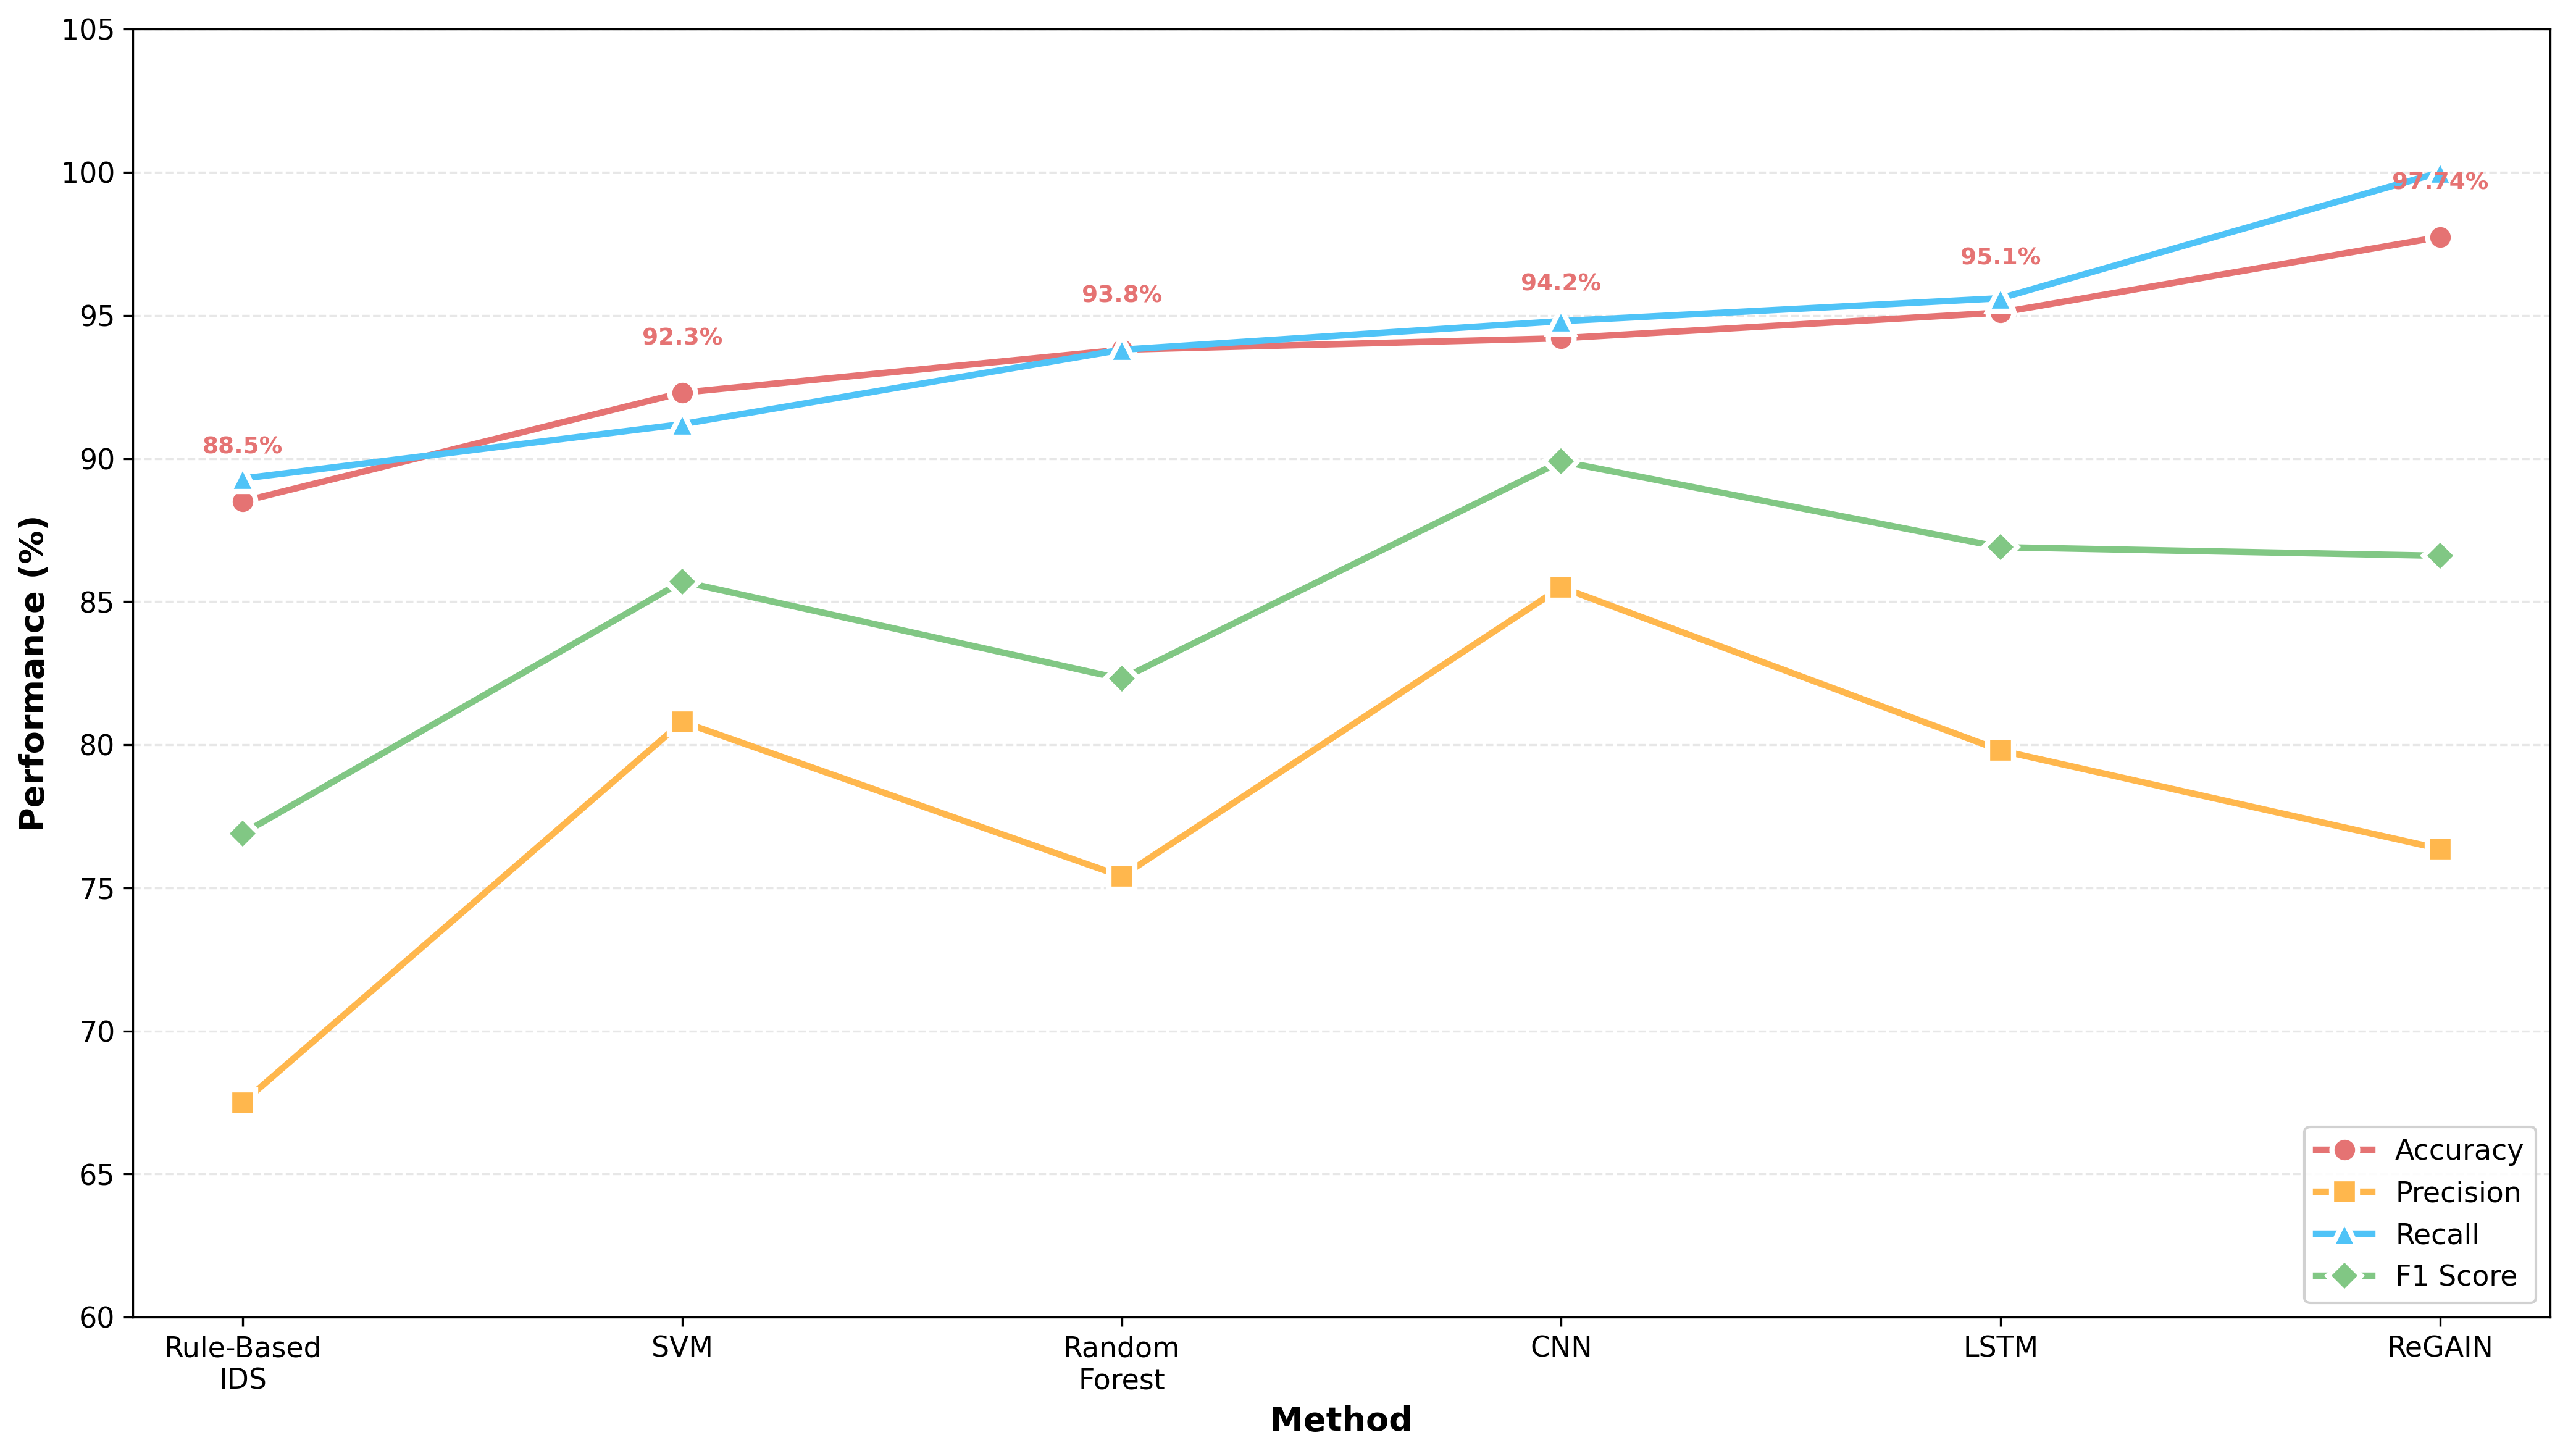 105
100
95
90
85
80
75
70
65
60
Performance (%)
88.5%
92.3%
93.8%
94.2%
95.1%
97.74%
Accuracy
Precision
Recall
F1 Score
Rule-Based
IDS
SVM
Random
Forest
CNN
LSTM
ReGAIN
Method